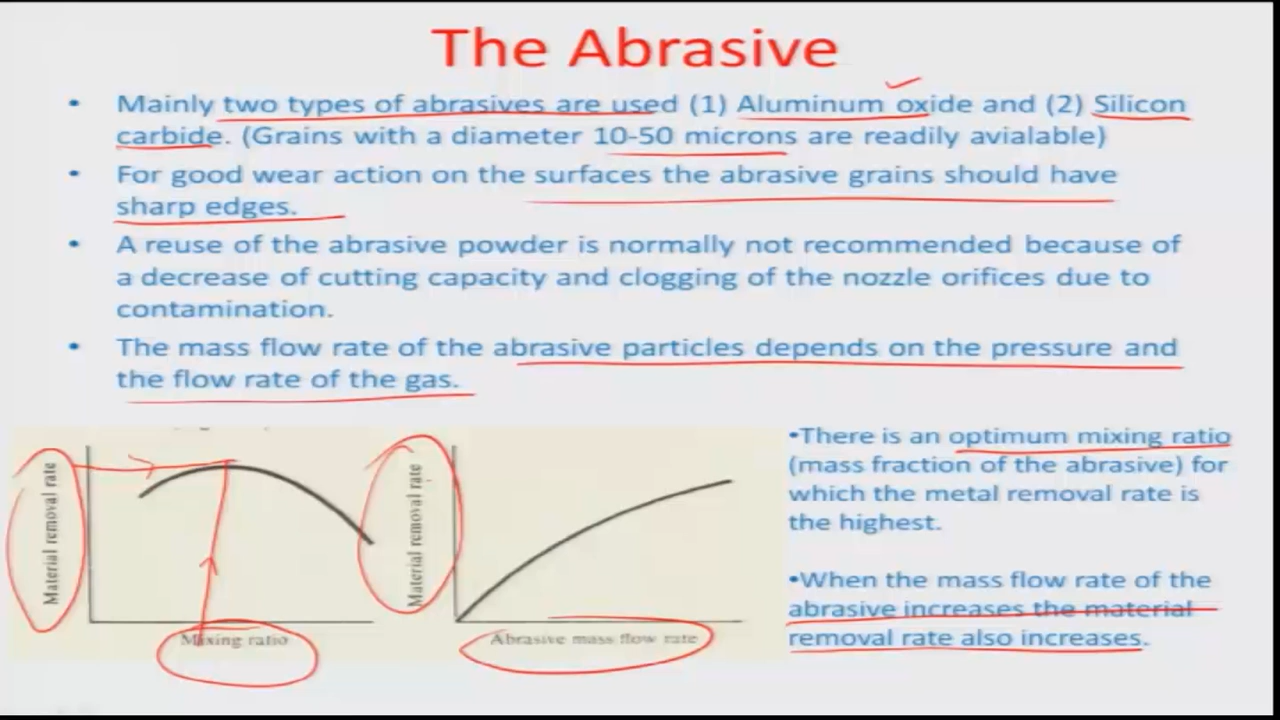 The Abrasive
• Mainly two types of abrasives are used (1) Aluminum oxide and (2) Silicon
carbide. (Grains with a diameter 10-50 microns are readily avialable)
• For good wear action on the surfaces the abrasive grains should have
sharp edges.
• A reuse of the abrasive powder is normally not recommended because of
a decrease of cutting capacity and clogging of the nozzle orifices due to
contamination.
• The mass flow rate of the abrasive particles depends on the pressure and
the flow rate of the gas.
Material removal rate
Mixing ratio
Material removal rate
Abrasive mass flow rate
•There is an optimum mixing ratio
(mass fraction of the abrasive) for
which the metal removal rate is
the highest.
•When the mass flow rate of the
abrasive increases the material
removal rate also increases.